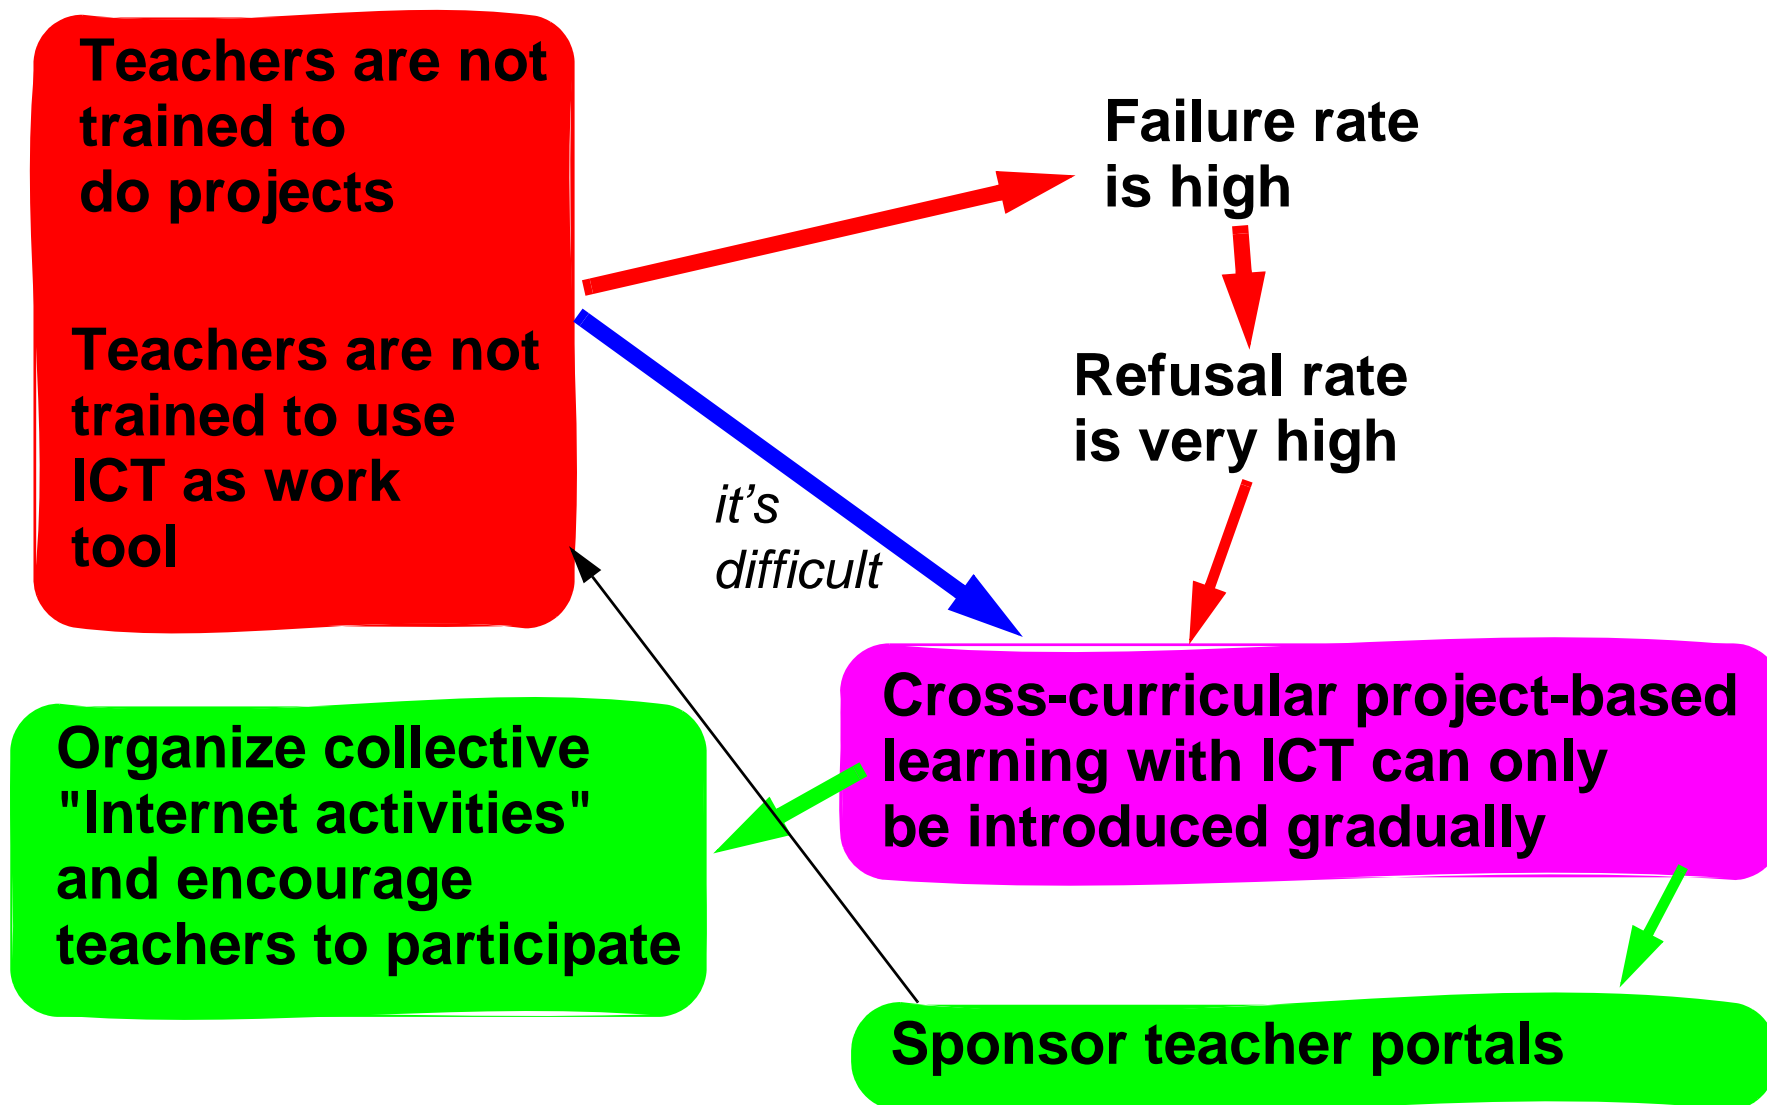 Teachers are not
trained to
do projects
Teachers are not
trained to use
ICT as work
tool
Failure rate
is high
Refusal rate
is very high
it’s
difficult
Cross-curricular project-based
learning with ICT can only
be introduced gradually
Organize collective
"Internet activities"
and encourage
teachers to participate
Sponsor teacher portals